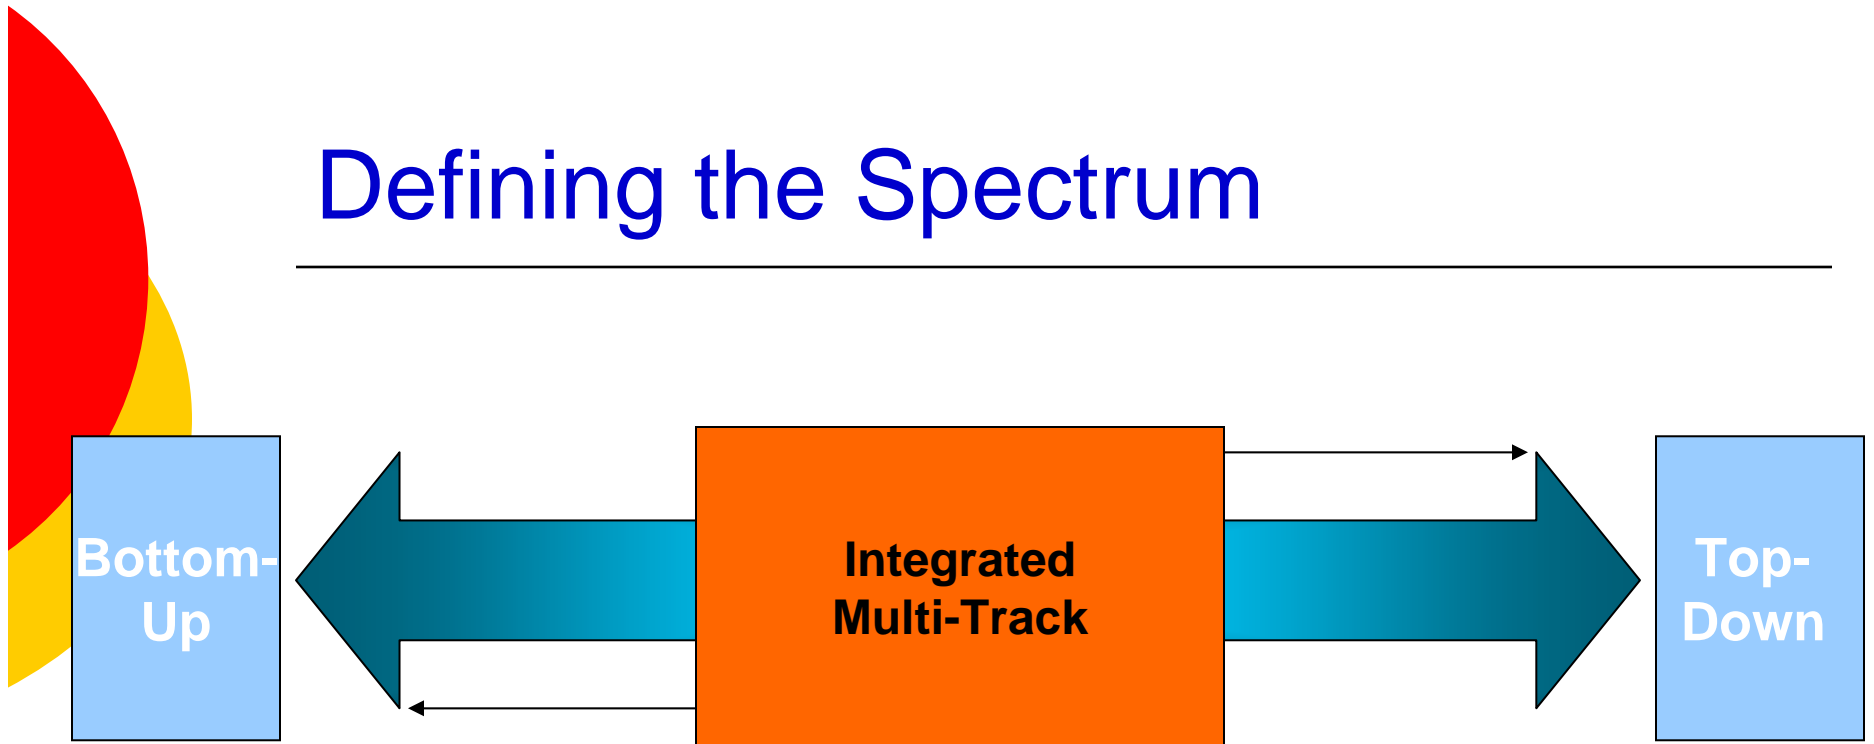 Defining the Spectrum
Bottom-
Up
Integrated
Multi-Track
Top-
Down